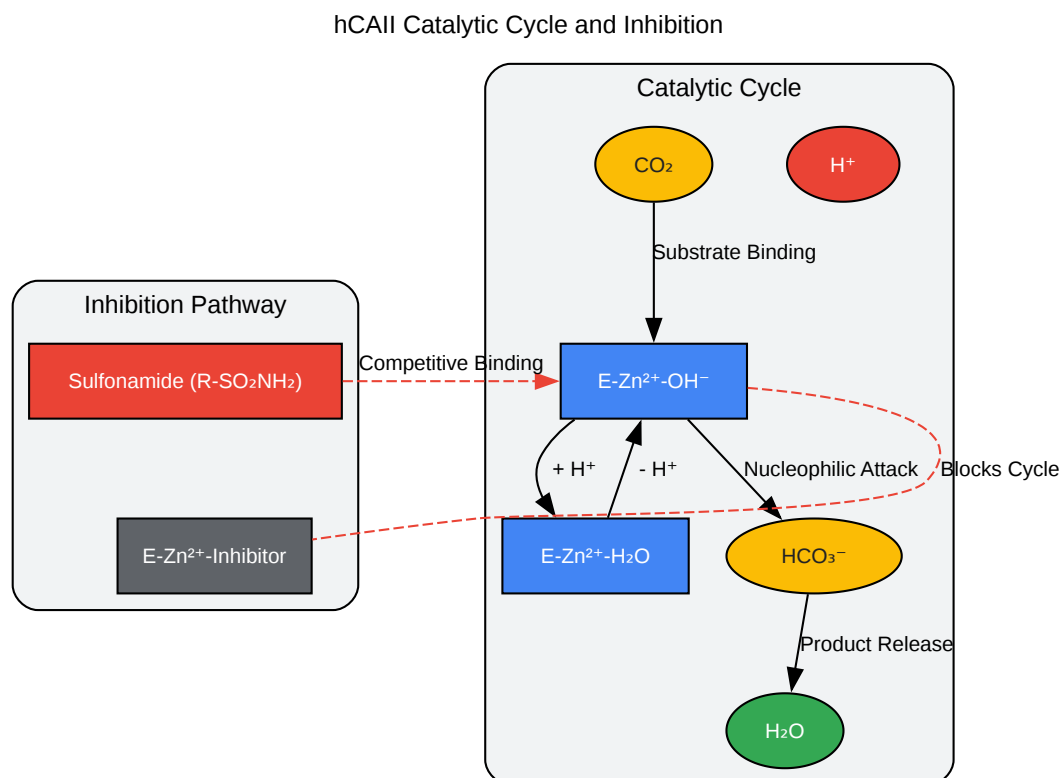 hCAII Catalytic Cycle and Inhibition
Catalytic Cycle
CO₂
H⁺
Substrate Binding
Inhibition Pathway
Sulfonamide (R-SO₂NH₂)
Competitive Binding
E-Zn²⁺-OH⁻
+ H⁺
- H⁺
Nucleophilic Attack
Blocks Cycle
E-Zn²⁺-Inhibitor
E-Zn²⁺-H₂O
HCO₃⁻
Product Release
H₂O